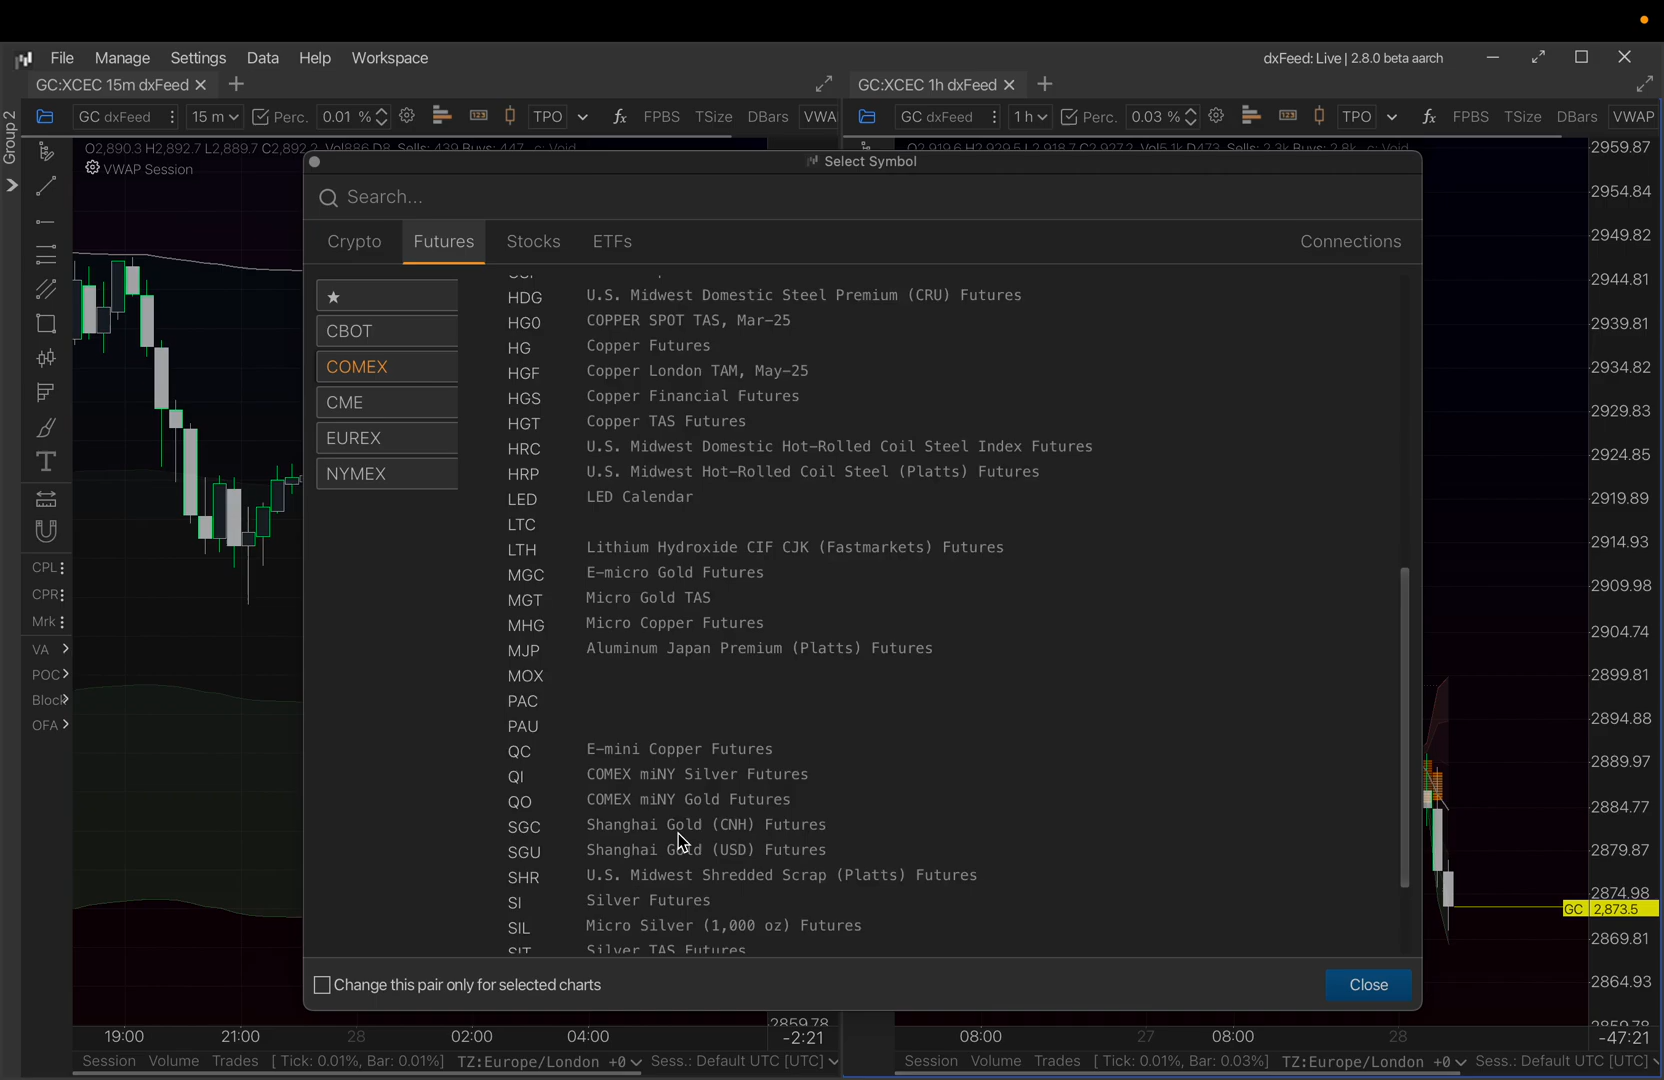 File Manage Settings Data Help Workspace dxFeed: Live | 2.8.0 beta aarch
GC:XCEC 15m dxFeed GC:XCEC 1h dxFeed
GC dxFeed 15 m Perc. 0.01 % TPO fx FPBS TSize DBars
GC dxFeed 1 h Perc. 0.03 % TPO fx FPBS TSize DBars VWAP
Group 2
VWAP Session
Select Symbol
Search...
Crypto Futures Stocks ETFs Connections
CBOT
COMEX
CME
EUREX
NYMEX
HDG U.S. Midwest Domestic Steel Premium (CRU) Futures
HG0 COPPER SPOT TAS, Mar-25
HG Copper Futures
HGF Copper London TAM, May-25
HGS Copper Financial Futures
HGT Copper TAS Futures
HRC U.S. Midwest Domestic Hot-Rolled Coil Steel Index Futures
HRP U.S. Midwest Hot-Rolled Coil Steel (Platts) Futures
LED LED Calendar
LTC
LTH Lithium Hydroxide CIF CJK (Fastmarkets) Futures
MGC E-micro Gold Futures
MGT Micro Gold TAS
MHG Micro Copper Futures
MJP Aluminum Japan Premium (Platts) Futures
MOX
PAC
PAU
QC E-mini Copper Futures
QI COMEX miNY Silver Futures
QO COMEX miNY Gold Futures
SGC Shanghai Gold (CNH) Futures
SGU Shanghai Gold (USD) Futures
SHR U.S. Midwest Shredded Scrap (Platts) Futures
SI Silver Futures
SIL Micro Silver (1,000 oz) Futures
SIT Silver TAS Futures
Change this pair only for selected charts
Close
CPL
CPR
Mrk
VA
POC
Block
OFA
2959.87
2954.84
2949.82
2944.81
2939.81
2934.82
2929.83
2924.85
2919.89
2914.93
2909.98
2904.74
2899.81
2894.88
2889.97
2884.77
2879.87
2874.98
GC 2,873.5
2869.81
2864.93
2859.78
19:00 21:00 28 02:00 04:00 -2:21
08:00 27 08:00 28 -47:21
Session Volume Trades [ Tick: 0.01%, Bar: 0.01%] TZ:Europe/London +0 Sess.: Default UTC [UTC]
Session Volume Trades [ Tick: 0.01%, Bar: 0.03%] TZ:Europe/London +0 Sess.: Default UTC [UTC]